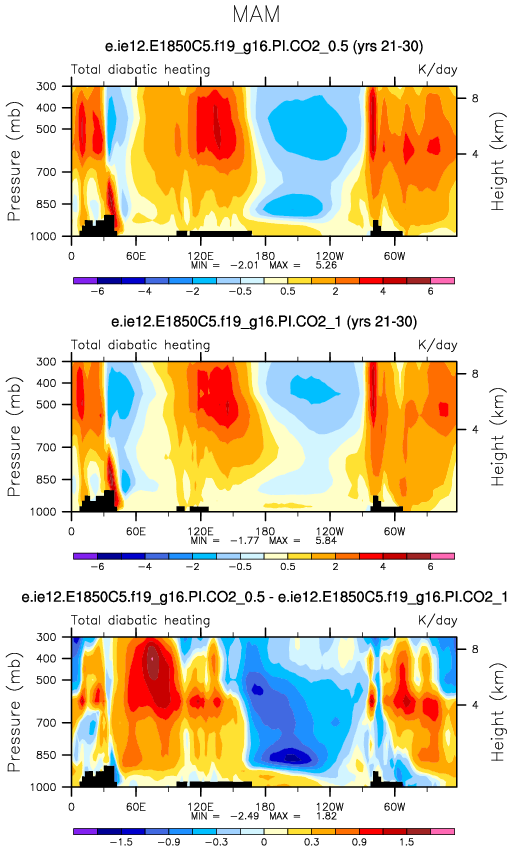 MAM
e.ie12.E1850C5.f19_g16.PI.CO2_0.5 (yrs 21-30)
Total diabatic heating K/day
300
400
500
700
850
1000
Pressure (mb)
8
4
Height (km)
0 60E 120E 180 120W 60W
MIN = -2.01 MAX = 5.26
-6 -4 -2 -0.5 0.5 2 4 6
e.ie12.E1850C5.f19_g16.PI.CO2_1 (yrs 21-30)
Total diabatic heating K/day
300
400
500
700
850
1000
Pressure (mb)
8
4
Height (km)
0 60E 120E 180 120W 60W
MIN = -1.77 MAX = 5.84
-6 -4 -2 -0.5 0.5 2 4 6
e.ie12.E1850C5.f19_g16.PI.CO2_0.5 - e.ie12.E1850C5.f19_g16.PI.CO2_1
Total diabatic heating K/day
300
400
500
700
850
1000
Pressure (mb)
8
4
Height (km)
0 60E 120E 180 120W 60W
MIN = -2.49 MAX = 1.82
-1.5 -0.9 -0.3 0 0.3 0.9 1.5